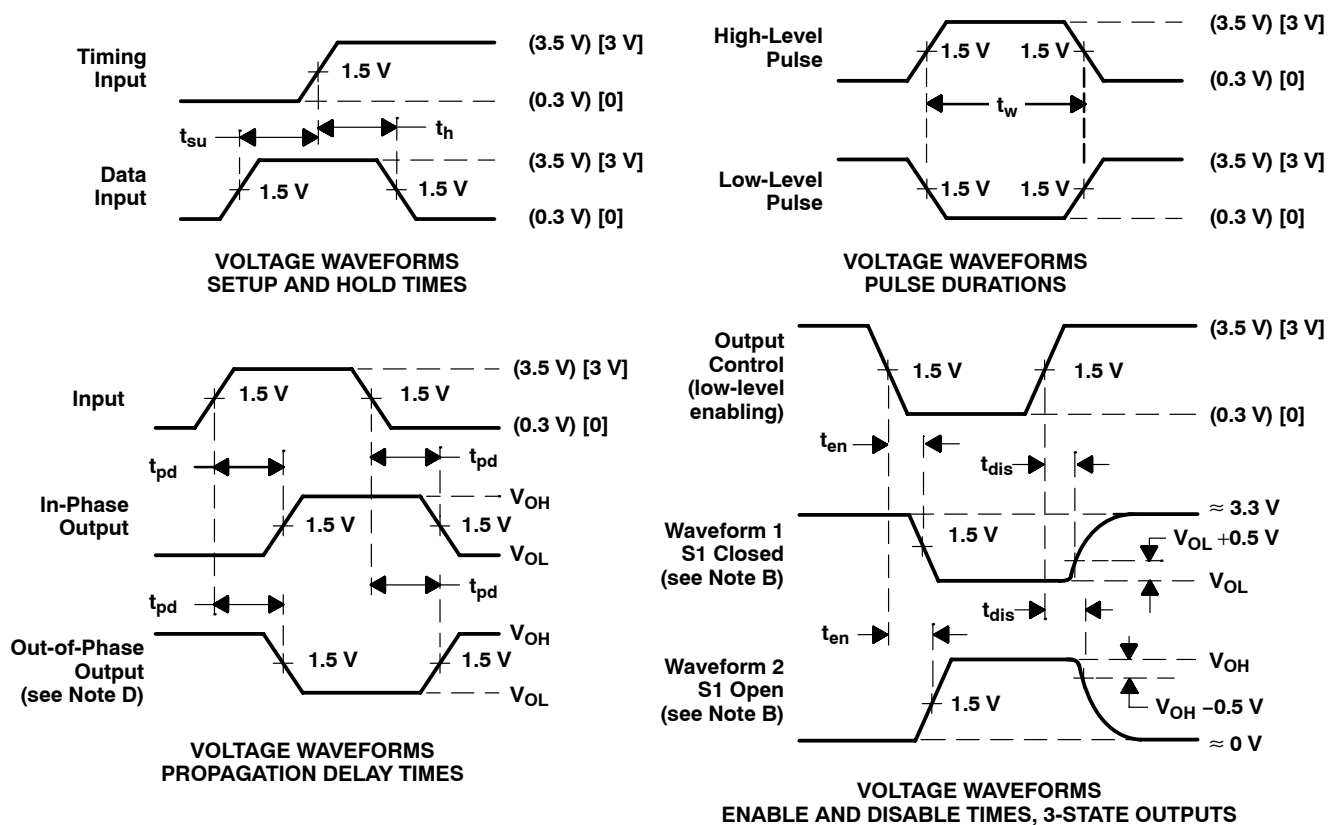 Timing
Input
1.5 V
(3.5 V) [3 V]
(0.3 V) [0]
tsu
th
Data
Input
1.5 V
1.5 V
(3.5 V) [3 V]
(0.3 V) [0]
VOLTAGE WAVEFORMS
SETUP AND HOLD TIMES
High-Level
Pulse
1.5 V
1.5 V
(3.5 V) [3 V]
(0.3 V) [0]
tw
Low-Level
Pulse
1.5 V
1.5 V
(3.5 V) [3 V]
(0.3 V) [0]
VOLTAGE WAVEFORMS
PULSE DURATIONS
Input
1.5 V
1.5 V
(3.5 V) [3 V]
(0.3 V) [0]
tpd
tpd
In-Phase
Output
1.5 V
1.5 V
VOH
VOL
tpd
tpd
Out-of-Phase
Output
(see Note D)
1.5 V
1.5 V
VOH
VOL
VOLTAGE WAVEFORMS
PROPAGATION DELAY TIMES
Output
Control
(low-level
enabling)
1.5 V
1.5 V
(3.5 V) [3 V]
(0.3 V) [0]
ten
tdis
Waveform 1
S1 Closed
(see Note B)
1.5 V
≈ 3.3 V
VOL +0.5 V
VOL
ten
tdis
Waveform 2
S1 Open
(see Note B)
1.5 V
VOH
VOH −0.5 V
≈ 0 V
VOLTAGE WAVEFORMS
ENABLE AND DISABLE TIMES, 3-STATE OUTPUTS